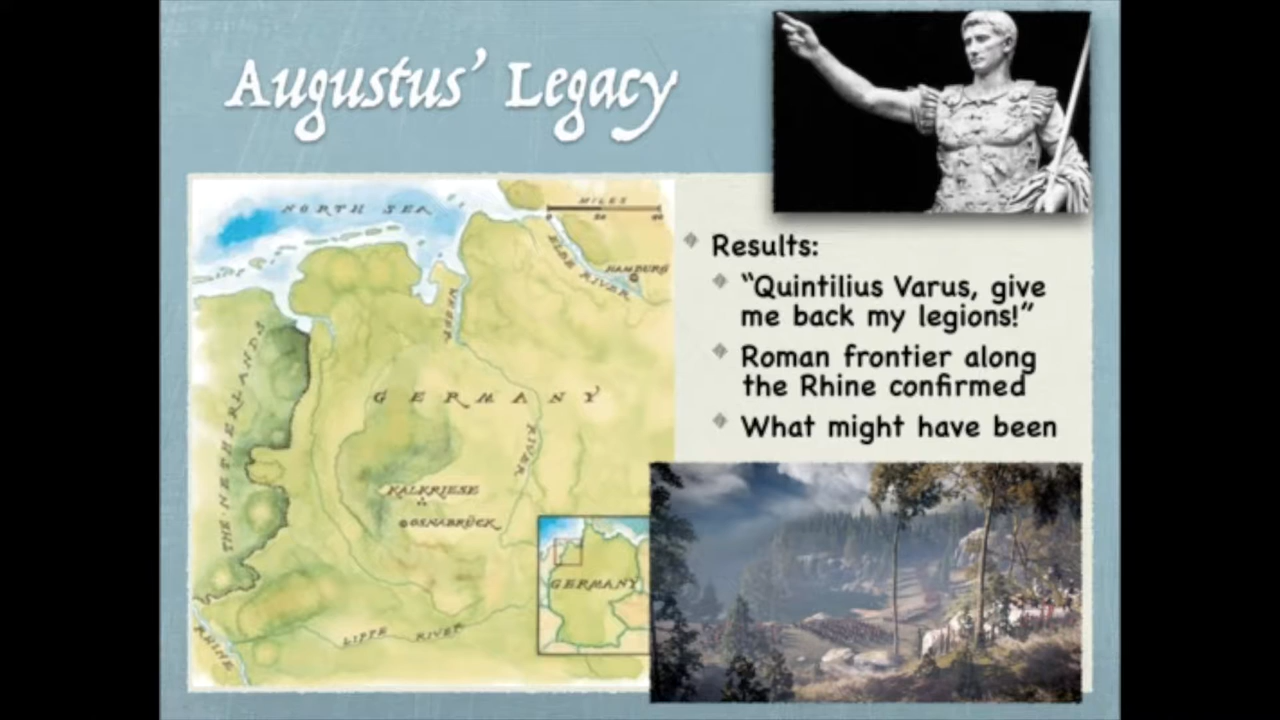 Augustus’ Legacy
NORTH SEA
MILES
0
ELBE RIVER
HAMBURG
WESER
RIVER
THE NETHERLANDS
GERMANY
KALKRIESE
OSNABRÜCK
LIPPE RIVER
RHINE
GERMANY
Results:
“Quintilius Varus, give
me back my legions!”
Roman frontier along
the Rhine confirmed
What might have been